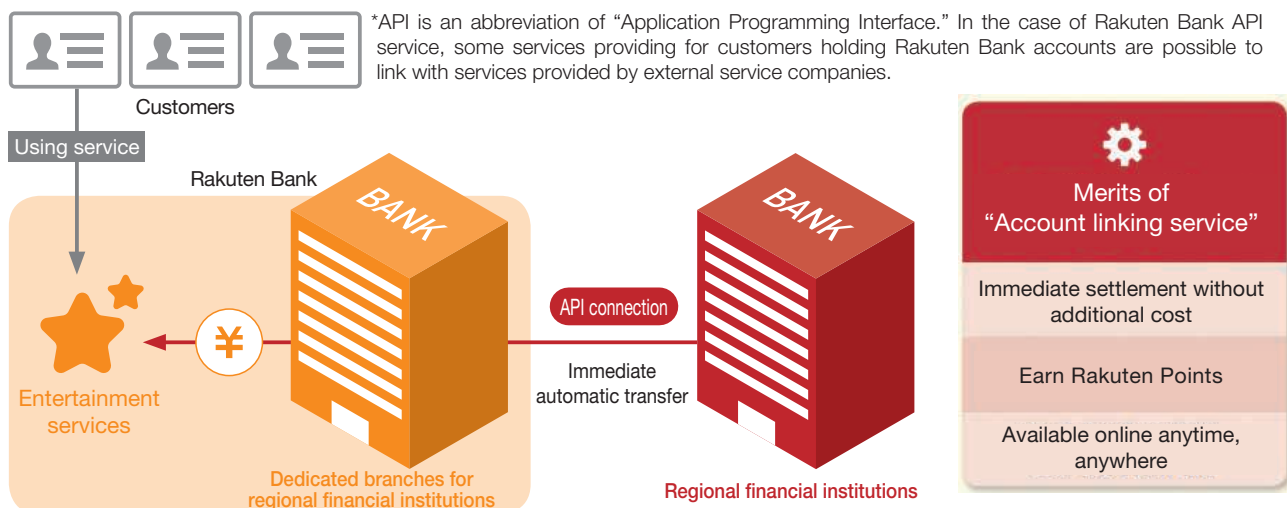 *API is an abbreviation of “Application Programming Interface.” In the case of Rakuten Bank API
service, some services providing for customers holding Rakuten Bank accounts are possible to
link with services provided by external service companies.
Customers
Using service
Rakuten Bank
BANK
BANK
¥
API connection
Immediate
automatic transfer
Entertainment
services
Dedicated branches for
regional financial institutions
Regional financial institutions
Merits of
“Account linking service”
Immediate settlement without
additional cost
Earn Rakuten Points
Available online anytime,
anywhere